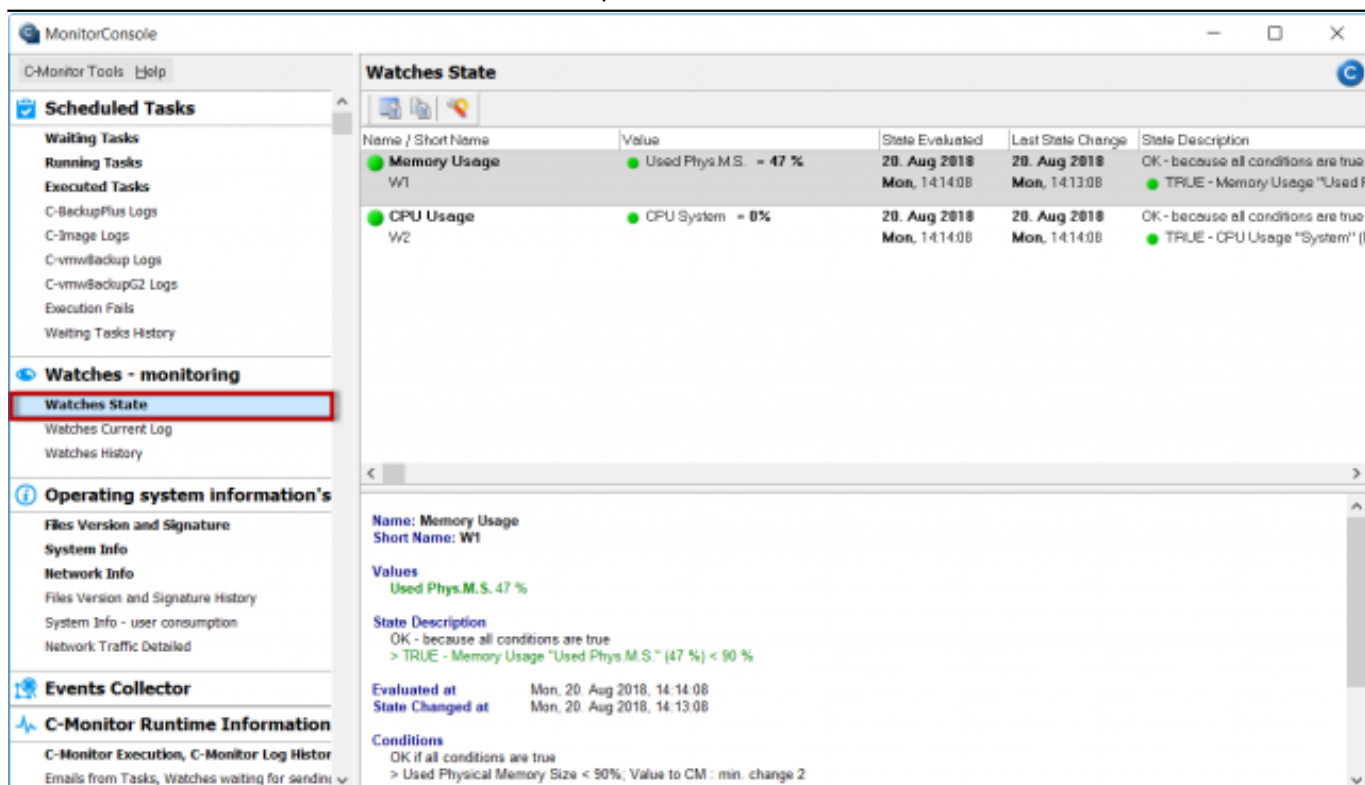 MonitorConsole
C-Monitor Tools Help
Scheduled Tasks
Waiting Tasks
Running Tasks
Executed Tasks
C-BackupPlus Logs
C-Image Logs
C-vmwBackup Logs
C-vmwBackupG2 Logs
Execution Fails
Waiting Tasks History
Watches - monitoring
Watches State
Watches Current Log
Watches History
Operating system information's
Files Version and Signature
System Info
Network Info
Files Version and Signature History
System Info - user consumption
Network Traffic Detailed
Events Collector
C-Monitor Runtime Information
C-Monitor Execution, C-Monitor Log Histor
Emails from Tasks, Watches waiting for sending
Watches State
Name / Short Name Value State Evaluated Last State Change State Description
Memory Usage Used Phys.M.S. = 47 % 20. Aug 2018 20. Aug 2018 OK - because all conditions are true
W1 Mon, 14:14:08 Mon, 14:13:08 TRUE - Memory Usage "Used P
CPU Usage CPU System = 0% 20. Aug 2018 20. Aug 2018 OK - because all conditions are true
W2 Mon, 14:14:08 Mon, 14:14:08 TRUE - CPU Usage "System" (
Name: Memory Usage
Short Name: W1
Values
Used Phys.M.S. 47 %
State Description
OK - because all conditions are true
> TRUE - Memory Usage "Used Phys.M.S." (47 %) < 90 %
Evaluated at Mon, 20. Aug 2018, 14:14:08
State Changed at Mon, 20. Aug 2018, 14:13:08
Conditions
OK if all conditions are true
> Used Physical Memory Size < 90%; Value to CM : min. change 2